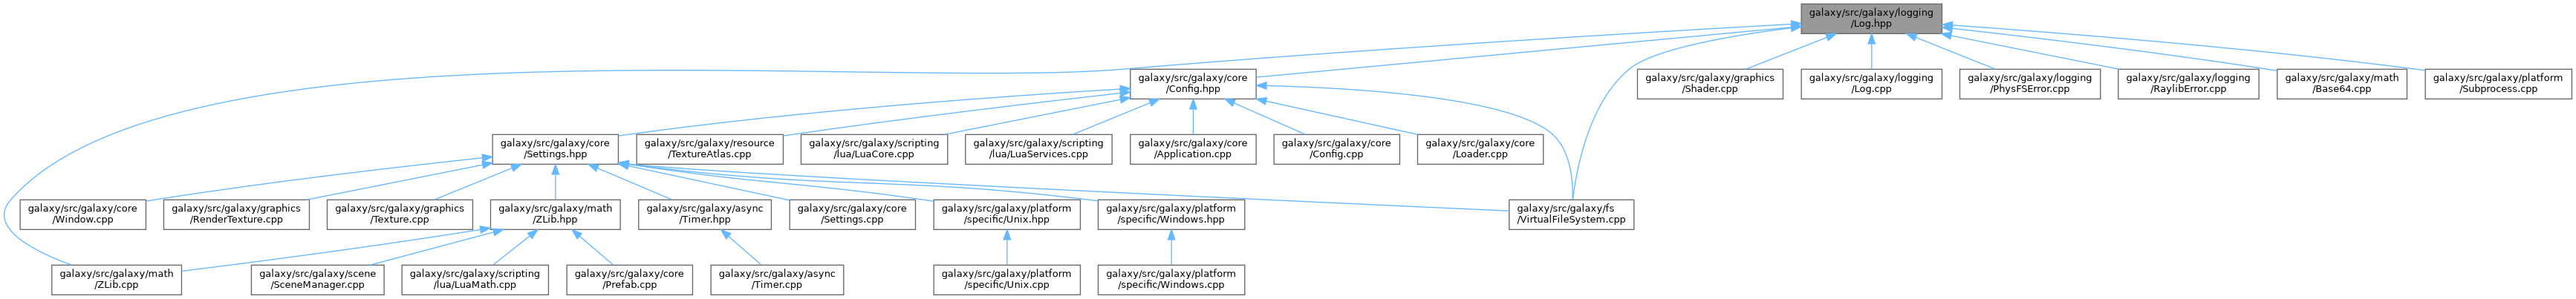 galaxy/src/galaxy/logging
/Log.hpp
galaxy/src/galaxy/core
/Config.hpp
galaxy/src/galaxy/graphics
/Shader.cpp
galaxy/src/galaxy/logging
/Log.cpp
galaxy/src/galaxy/logging
/PhysFSError.cpp
galaxy/src/galaxy/logging
/RaylibError.cpp
galaxy/src/galaxy/math
/Base64.cpp
galaxy/src/galaxy/platform
/Subprocess.cpp
galaxy/src/galaxy/core
/Settings.hpp
galaxy/src/galaxy/resource
/TextureAtlas.cpp
galaxy/src/galaxy/scripting
/lua/LuaCore.cpp
galaxy/src/galaxy/scripting
/lua/LuaServices.cpp
galaxy/src/galaxy/core
/Application.cpp
galaxy/src/galaxy/core
/Config.cpp
galaxy/src/galaxy/core
/Loader.cpp
galaxy/src/galaxy/core
/Window.cpp
galaxy/src/galaxy/graphics
/RenderTexture.cpp
galaxy/src/galaxy/graphics
/Texture.cpp
galaxy/src/galaxy/math
/ZLib.hpp
galaxy/src/galaxy/async
/Timer.hpp
galaxy/src/galaxy/core
/Settings.cpp
galaxy/src/galaxy/platform
/specific/Unix.hpp
galaxy/src/galaxy/platform
/specific/Windows.hpp
galaxy/src/galaxy/fs
/VirtualFileSystem.cpp
galaxy/src/galaxy/math
/ZLib.cpp
galaxy/src/galaxy/scene
/SceneManager.cpp
galaxy/src/galaxy/scripting
/lua/LuaMath.cpp
galaxy/src/galaxy/core
/Prefab.cpp
galaxy/src/galaxy/async
/Timer.cpp
galaxy/src/galaxy/platform
/specific/Unix.cpp
galaxy/src/galaxy/platform
/specific/Windows.cpp